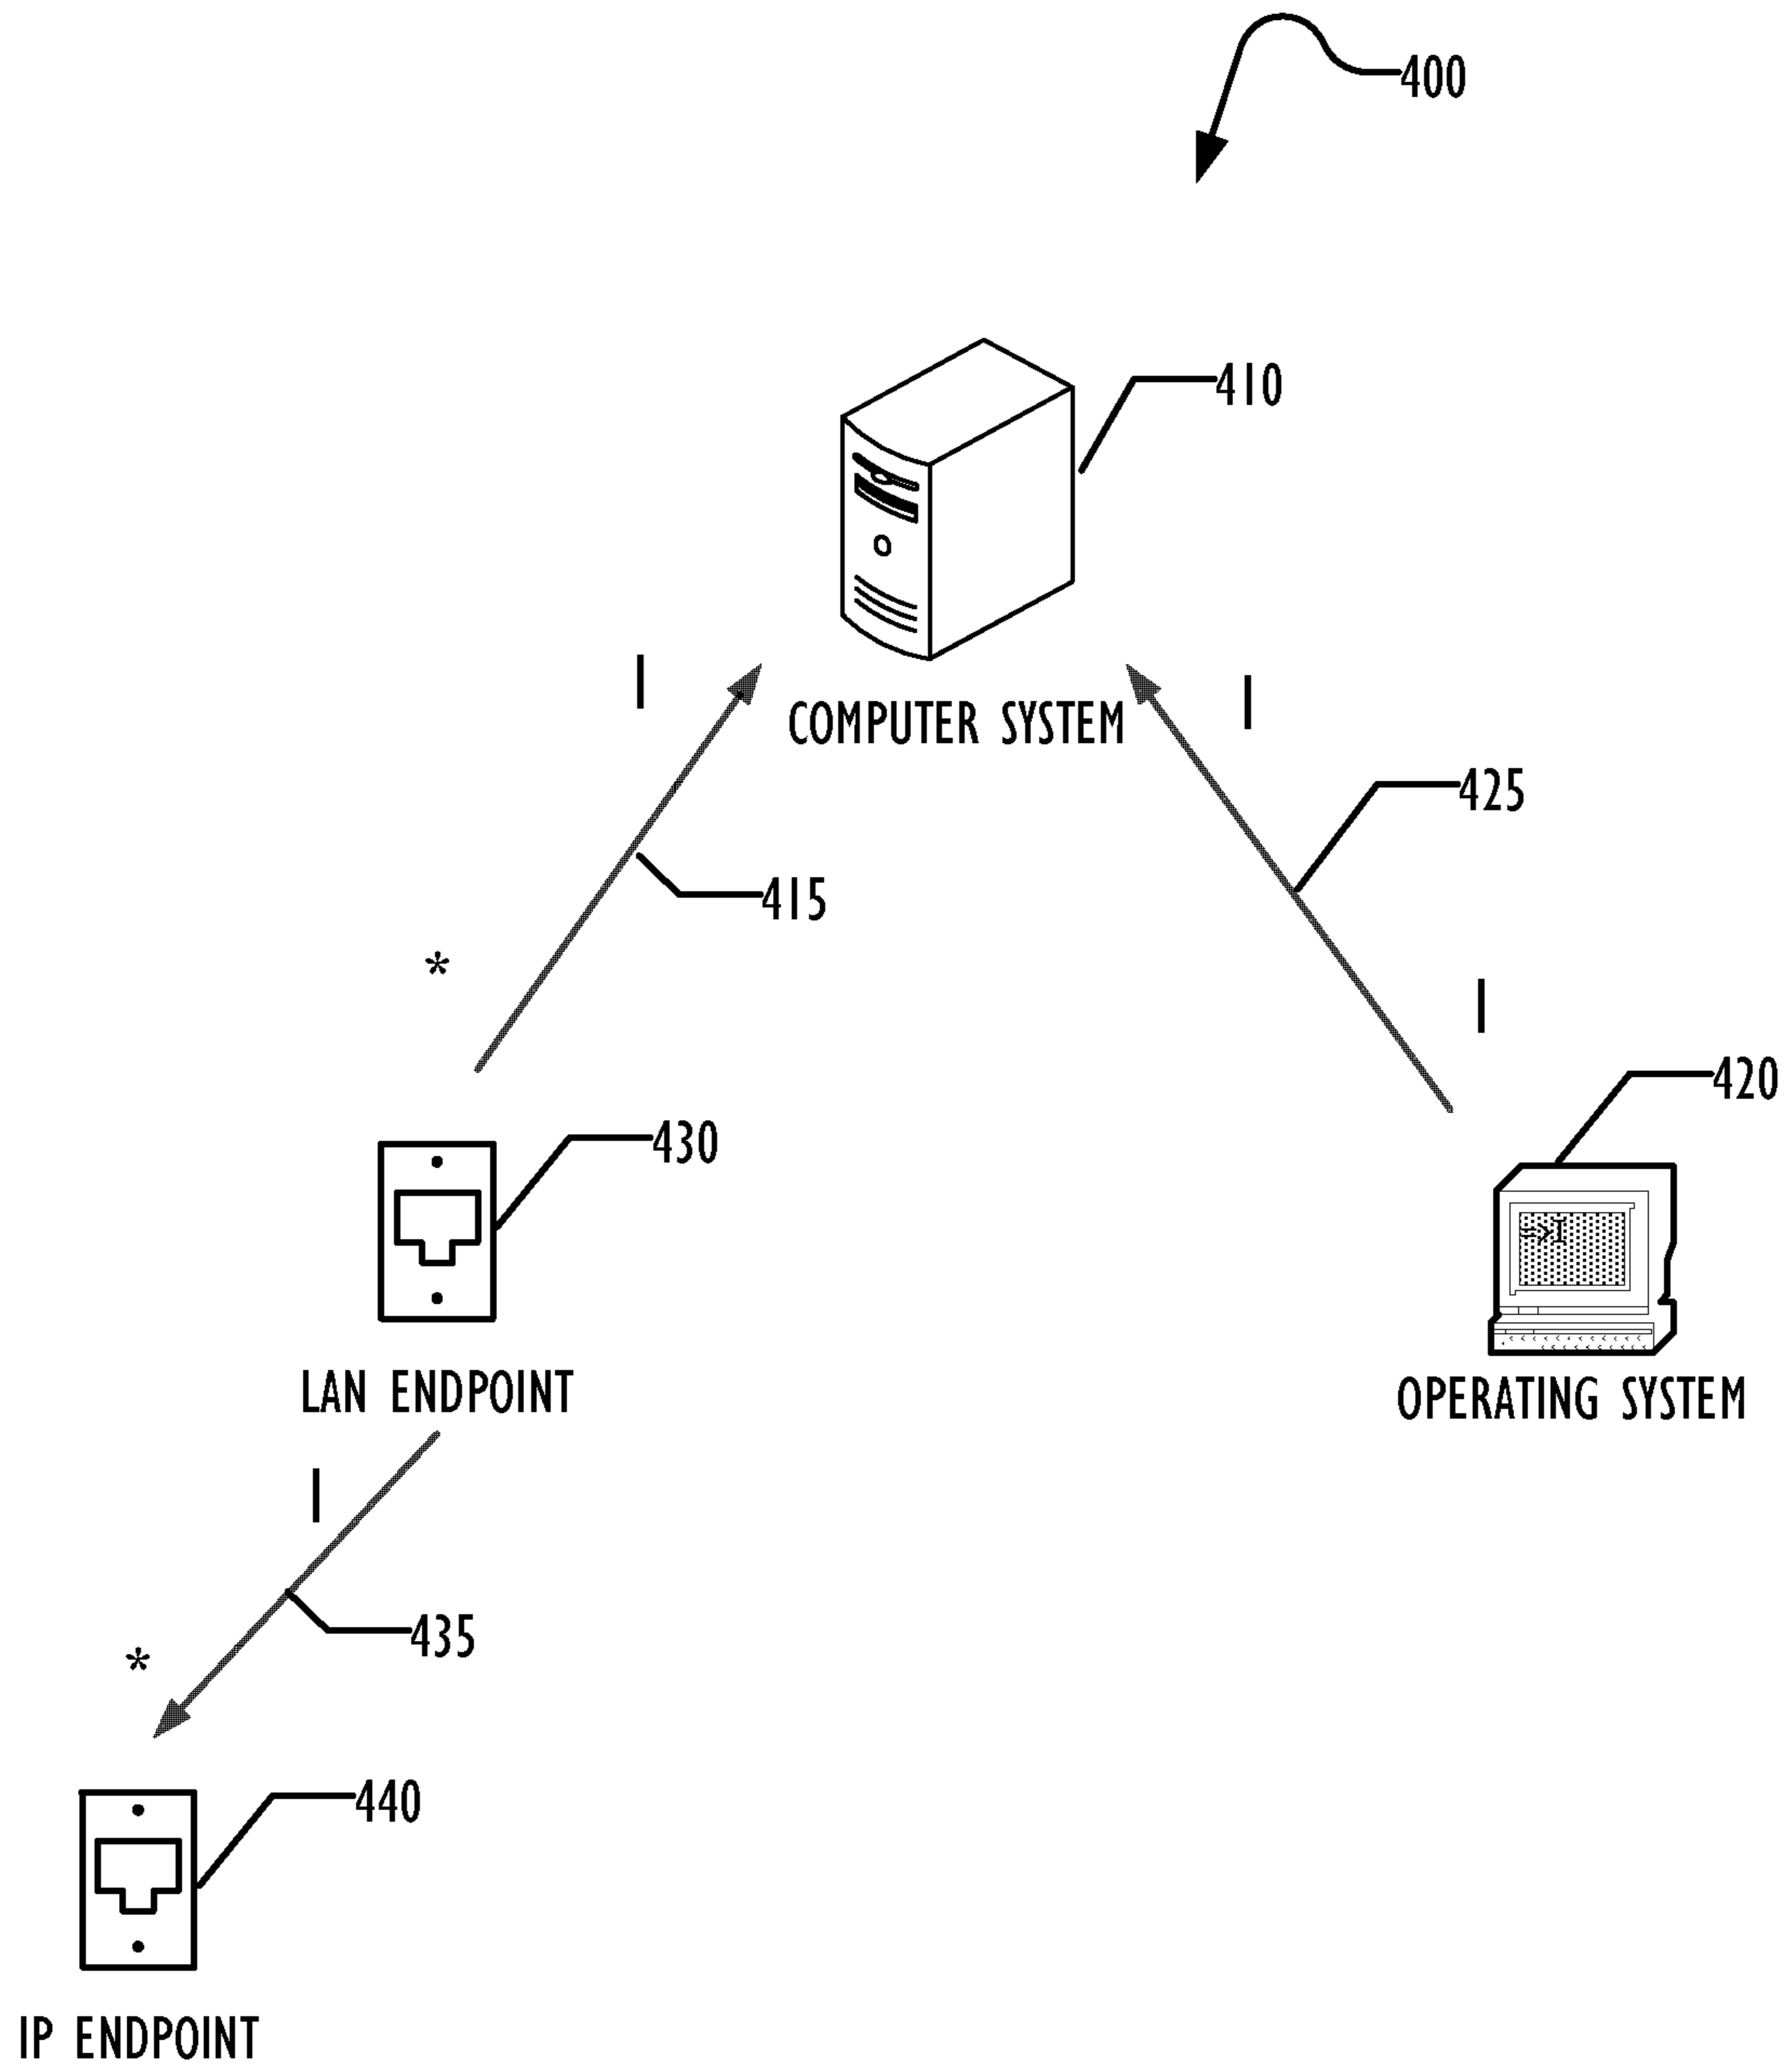 400
410
1
1
COMPUTER SYSTEM
425
415
*
1
420
430
=>I
LAN ENDPOINT
OPERATING SYSTEM
1
435
*
440
IP ENDPOINT